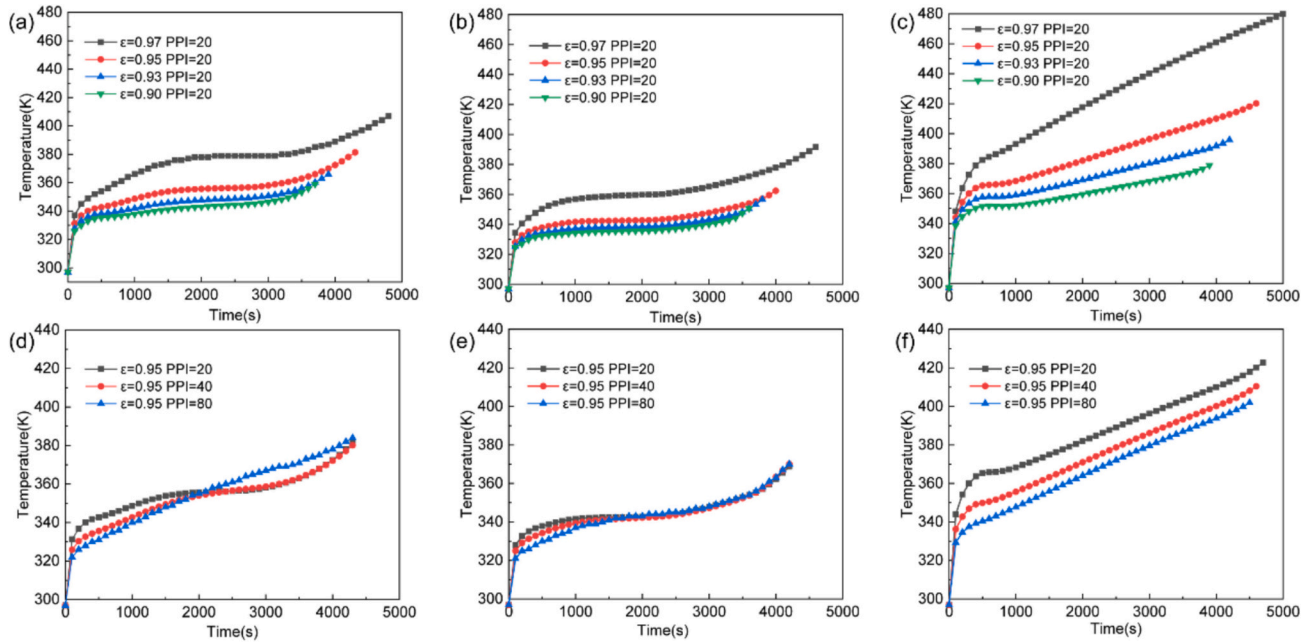 (a)
480
460
440
420
400
380
360
340
320
300
Temperature(K)
ε=0.97 PPI=20
ε=0.95 PPI=20
ε=0.93 PPI=20
ε=0.90 PPI=20
0 1000 2000 3000 4000 5000
Time(s)
(b)
480
460
440
420
400
380
360
340
320
300
Temperature(K)
ε=0.97 PPI=20
ε=0.95 PPI=20
ε=0.93 PPI=20
ε=0.90 PPI=20
0 1000 2000 3000 4000 5000
Time(s)
(c)
480
460
440
420
400
380
360
340
320
300
Temperature(K)
ε=0.97 PPI=20
ε=0.95 PPI=20
ε=0.93 PPI=20
ε=0.90 PPI=20
0 1000 2000 3000 4000 5000
Time(s)
(d)
440
420
400
380
360
340
320
300
Temperature(K)
ε=0.95 PPI=20
ε=0.95 PPI=40
ε=0.95 PPI=80
0 1000 2000 3000 4000 5000
Time(s)
(e)
440
420
400
380
360
340
320
300
Temperature(K)
ε=0.95 PPI=20
ε=0.95 PPI=40
ε=0.95 PPI=80
0 1000 2000 3000 4000 5000
Time(s)
(f)
440
420
400
380
360
340
320
300
Temperature(K)
ε=0.95 PPI=20
ε=0.95 PPI=40
ε=0.95 PPI=80
0 1000 2000 3000 4000 5000
Time(s)